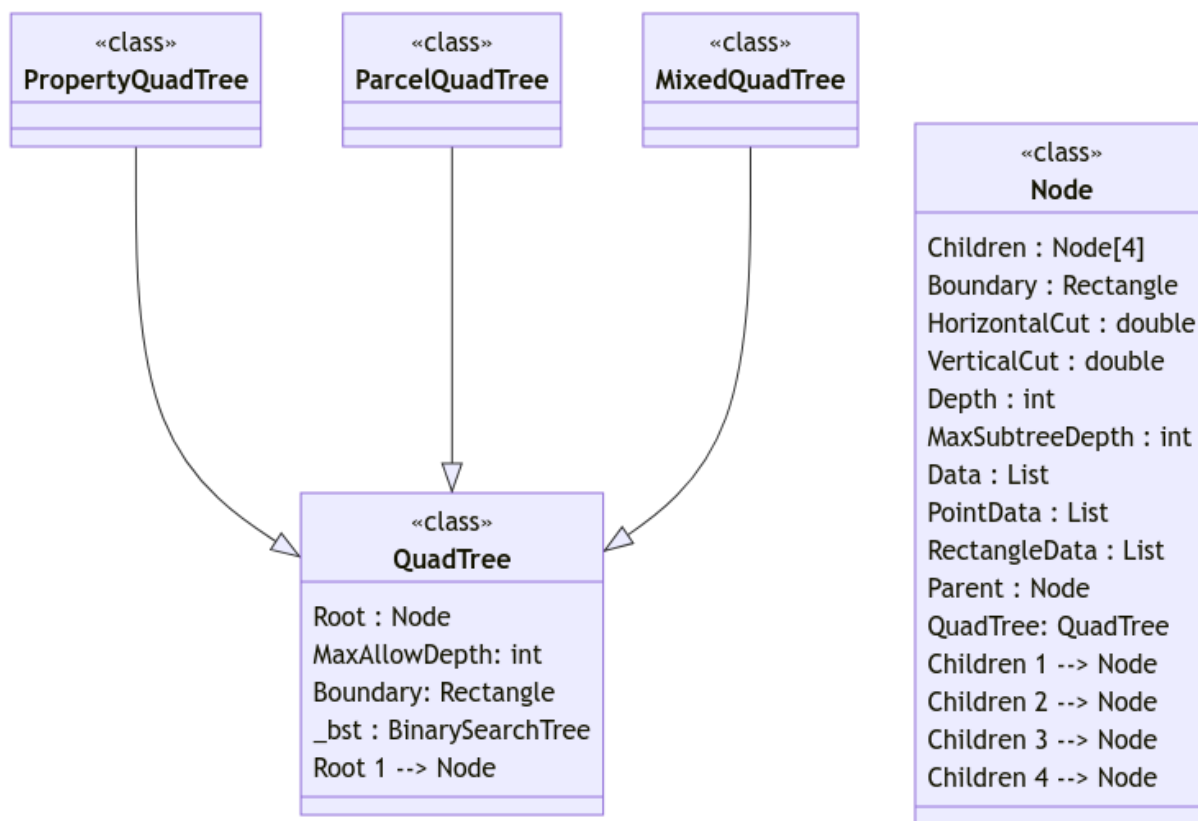 «class»
PropertyQuadTree
«class»
ParcelQuadTree
«class»
MixedQuadTree
«class»
Node
Children : Node[4]
Boundary : Rectangle
HorizontalCut : double
VerticalCut : double
Depth : int
MaxSubtreeDepth : int
Data : List
PointData : List
RectangleData : List
Parent : Node
QuadTree: QuadTree
Children 1 --> Node
Children 2 --> Node
Children 3 --> Node
Children 4 --> Node
«class»
QuadTree
Root : Node
MaxAllowDepth: int
Boundary: Rectangle
_bst : BinarySearchTree
Root 1 --> Node